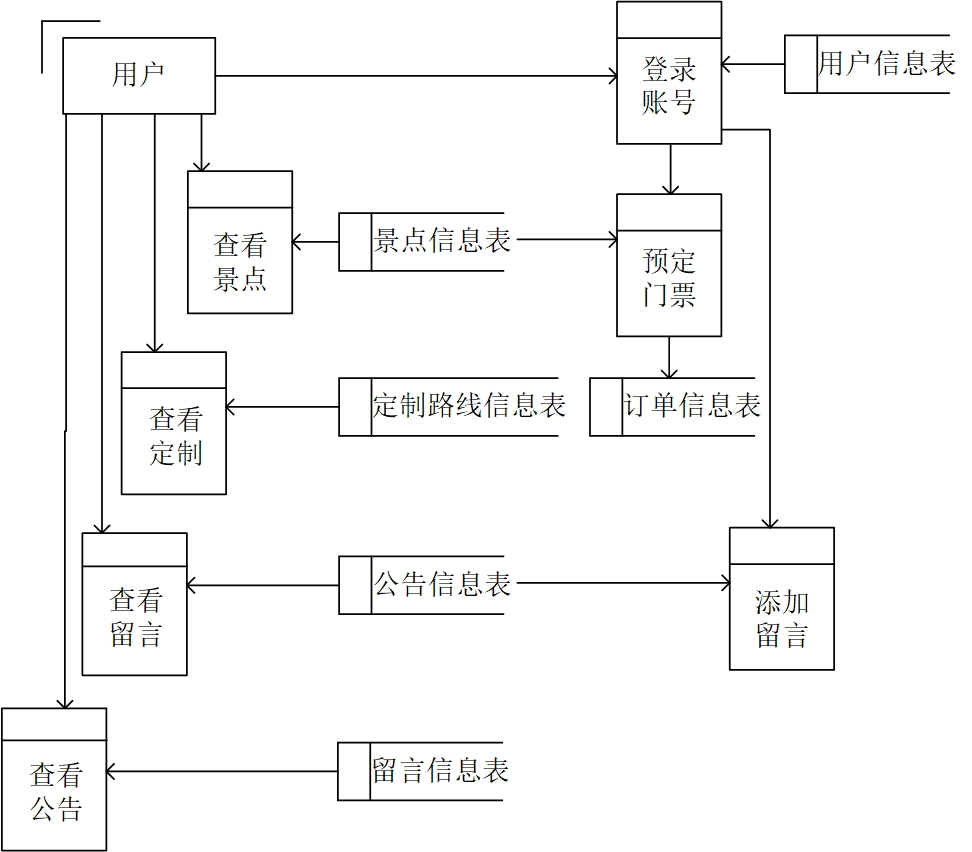 用户
登录
账号
用户信息表
查看
景点
景点信息表
预定
门票
查看
定制
定制路线信息表
订单信息表
查看
留言
公告信息表
添加
留言
查看
公告
留言信息表